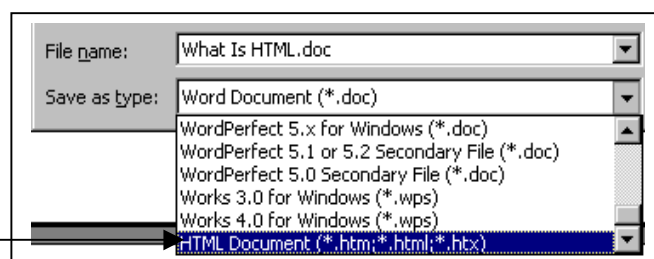 File name: What Is HTML.doc
Save as type: Word Document (*.doc)
WordPerfect 5.x for Windows (*.doc)
WordPerfect 5.1 or 5.2 Secondary File (*.doc)
WordPerfect 5.0 Secondary File (*.doc)
Works 3.0 for Windows (*.wps)
Works 4.0 for Windows (*.wps)
HTML Document (*.htm;*.html;*.htx)